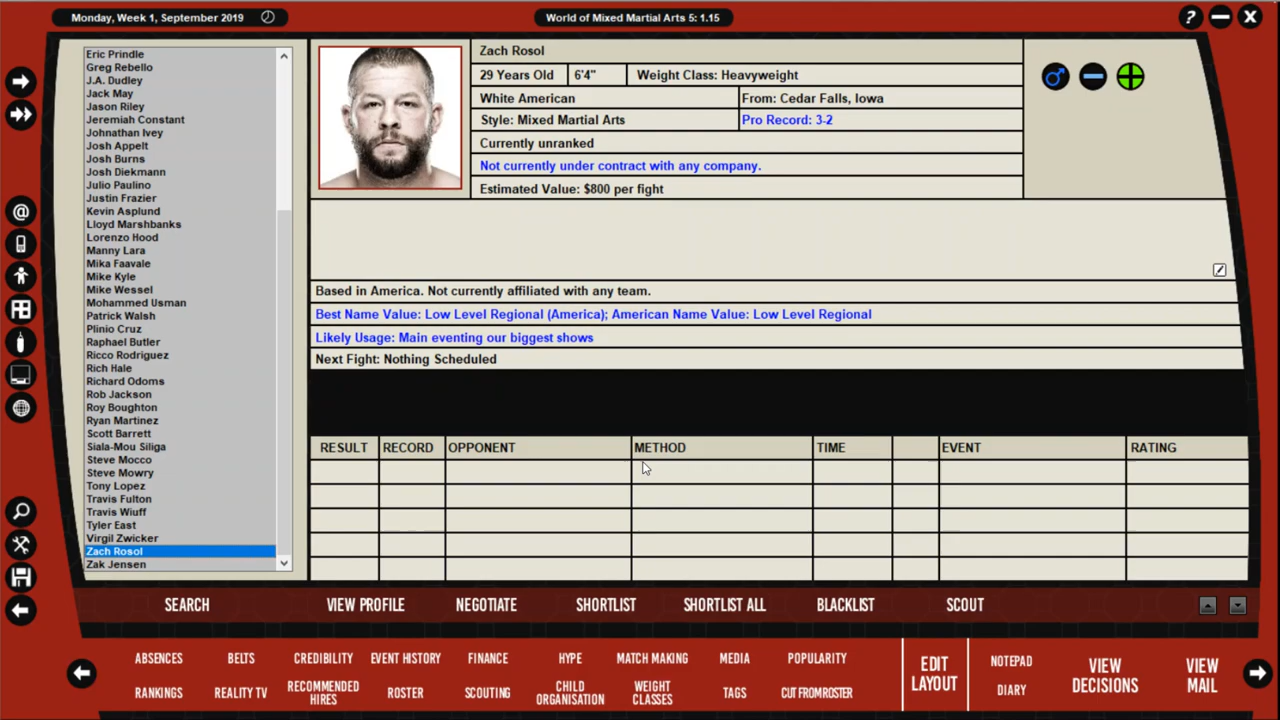 Monday, Week 1, September 2019
World of Mixed Martial Arts 5: 1.15
?
X
Eric Prindle
Greg Rebello
J.A. Dudley
Jack May
Jason Riley
Jeremiah Constant
Johnathan Ivey
Josh Appelt
Josh Burns
Josh Diekmann
Julio Paulino
Justin Frazier
Kevin Asplund
Lloyd Marshbanks
Lorenzo Hood
Manny Lara
Mika Faavale
Mike Kyle
Mike Wessel
Mohammed Usman
Patrick Walsh
Plinio Cruz
Raphael Butler
Ricco Rodriguez
Rich Hale
Richard Odoms
Rob Jackson
Roy Boughton
Ryan Martinez
Scott Barrett
Siala-Mou Siliga
Steve Mocco
Steve Mowry
Tony Lopez
Travis Fulton
Travis Wiuff
Tyler East
Virgil Zwicker
Zach Rosol
Zak Jensen
Zach Rosol
29 Years Old 6'4" Weight Class: Heavyweight
White American From: Cedar Falls, Iowa
Style: Mixed Martial Arts Pro Record: 3-2
Currently unranked
Not currently under contract with any company.
Estimated Value: $800 per fight
Based in America. Not currently affiliated with any team.
Best Name Value: Low Level Regional (America); American Name Value: Low Level Regional
Likely Usage: Main eventing our biggest shows
Next Fight: Nothing Scheduled
RESULT RECORD OPPONENT METHOD TIME EVENT RATING
SEARCH VIEW PROFILE NEGOTIATE SHORTLIST SHORTLIST ALL BLACKLIST SCOUT
ABSENCES BELTS CREDIBILITY EVENT HISTORY FINANCE HYPE MATCH MAKING MEDIA POPULARITY
RANKINGS REALITY TV RECOMMENDED HIRES ROSTER SCOUTING CHILD ORGANISATION WEIGHT CLASSES TAGS CUT FROM ROSTER
EDIT LAYOUT
NOTEPAD
DIARY
VIEW DECISIONS
VIEW MAIL
@